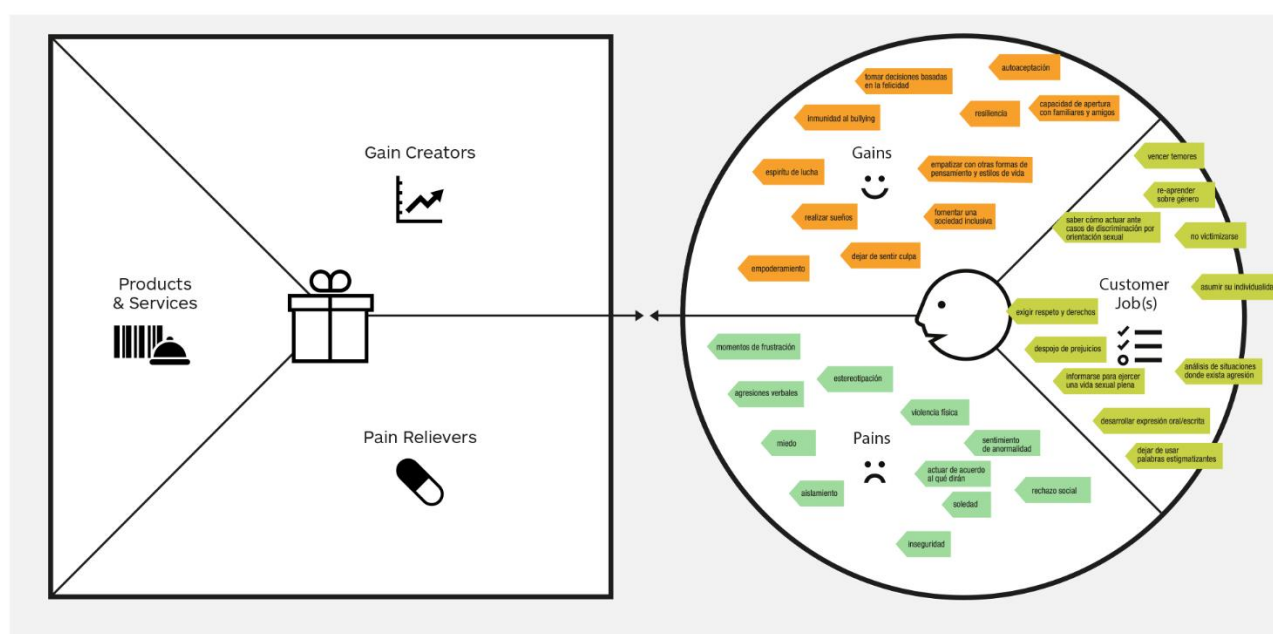 Gain Creators
Products
& Services
Pain Relievers
Gains
tomar decisiones basadas
en la felicidad
autoaceptación
inmunidad al bullying
resiliencia
capacidad de apertura
con familiares y amigos
espíritu de lucha
empatizar con otras formas de
pensamiento y estilos de vida
realizar sueños
fomentar una
sociedad inclusiva
dejar de sentir culpa
empoderamiento
Customer
Job(s)
vencer temores
re-aprender
sobre género
saber cómo actuar ante
casos de discriminación por
orientación sexual
no victimizarse
asumir su individualida
exigir respeto y derechos
despojo de prejuicios
informarse para ejercer
una vida sexual plena
análisis de situaciones
donde exista agresión
desarrollar expresión oral/escrita
dejar de usar
palabras estigmatizantes
Pains
momentos de frustración
estereotipación
agresiones verbales
violencia física
miedo
sentimiento
de anormalidad
actuar de acuerdo
al qué dirán
aislamiento
soledad
rechazo social
inseguridad